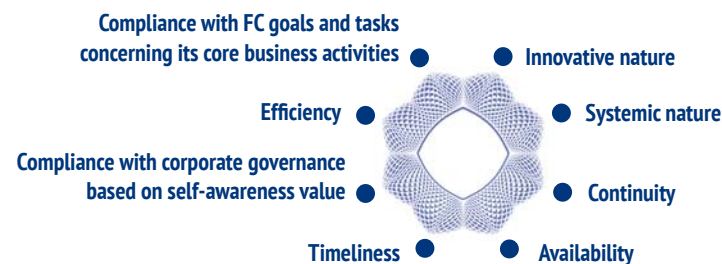 Compliance with FC goals and tasks
concerning its core business activities
Innovative nature
Efficiency
Systemic nature
Compliance with corporate governance
based on self-awareness value
Continuity
Timeliness
Availability